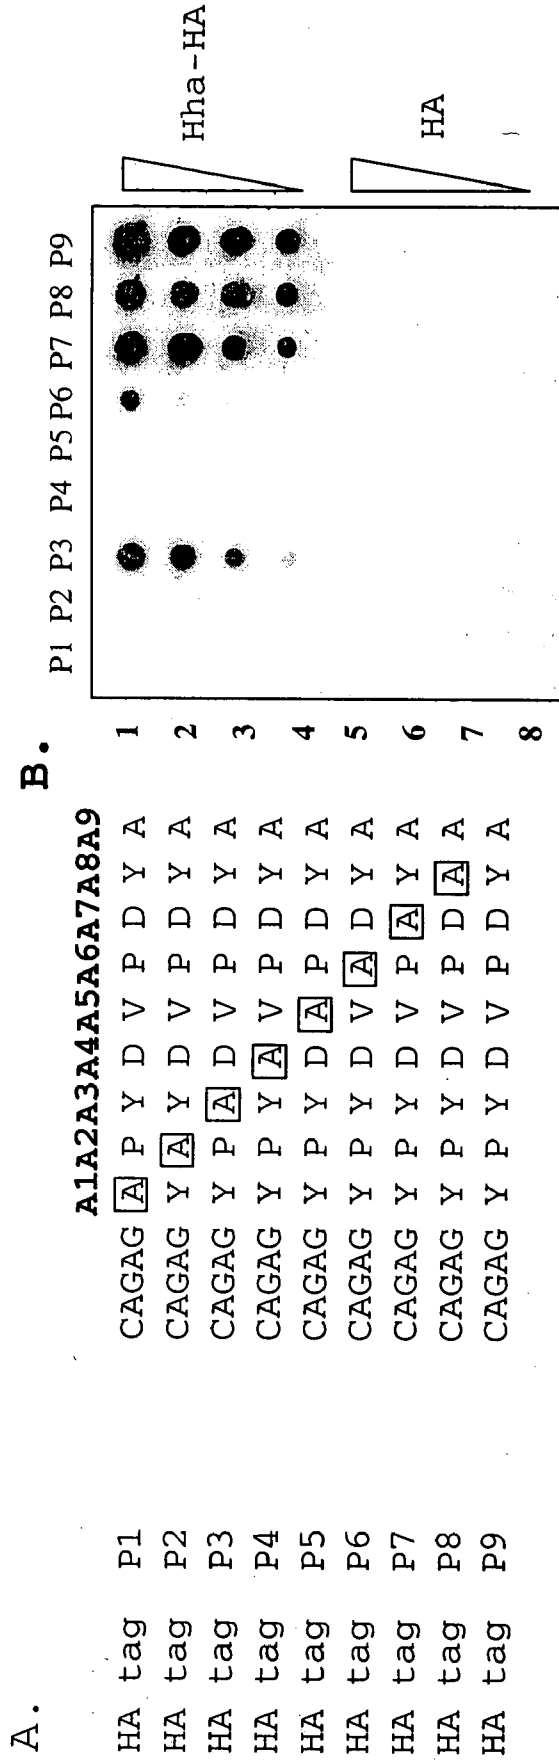 A.
A1A2A3A4A5A6A7A8A9
HA tag P1 CAGAG A P Y D V P D Y A
HA tag P2 CAGAG Y A Y D V P D Y A
HA tag P3 CAGAG Y P A D V P D Y A
HA tag P4 CAGAG Y P Y A V P D Y A
HA tag P5 CAGAG Y P Y D A P D Y A
HA tag P6 CAGAG Y P Y D V A D Y A
HA tag P7 CAGAG Y P Y D V P A Y A
HA tag P8 CAGAG Y P Y D V P D A A
HA tag P9 CAGAG Y P Y D V P D Y A
B.
P1 P2 P3 P4 P5 P6 P7 P8 P9
1
2
3
4
5
6
7
8
Hha-HA
HA